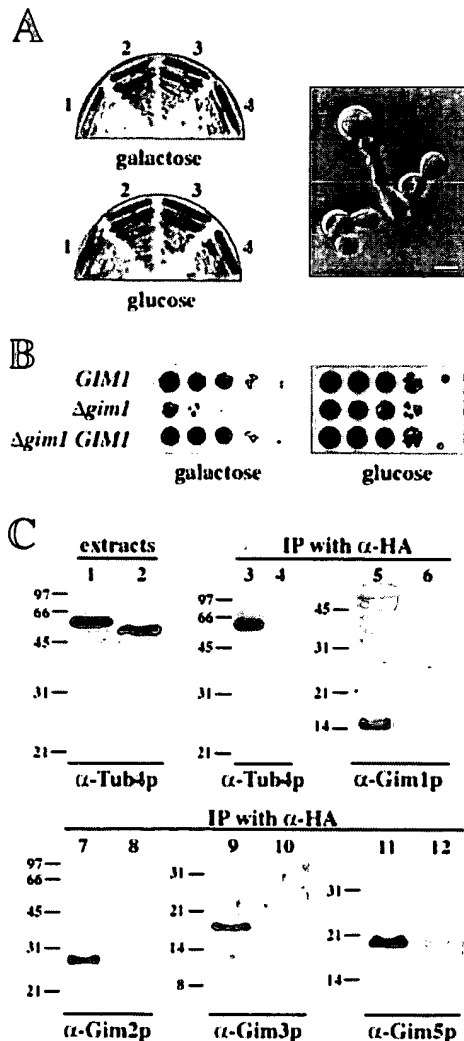 A
2 3
1 4
galactose
2 3
1 4
glucose
B
GIM1
Δgim1
Δgim1 GIM1
galactose glucose
C
extracts IP with α-HA
1 2 3 4 5 6
97
66
45
31
21
97
66
45
31
21
45
31
21
14
α-Tub4p α-Tub4p α-Gim1p
IP with α-HA
7 8 9 10 11 12
97
66
45
31
21
31
21
14
8
31
21
14
α-Gim2p α-Gim3p α-Gim5p